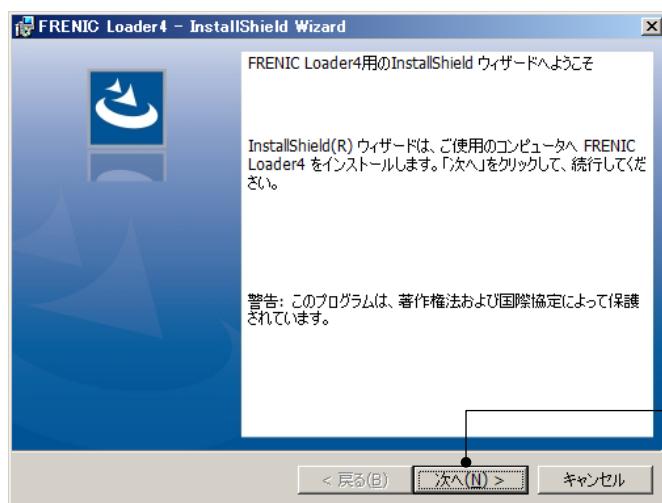 FRENIC Loader4 - InstallShield Wizard
FRENIC Loader4用のInstallShield ウィザードへようこそ
InstallShield(R) ウィザードは、ご使用のコンピュータへ FRENIC
Loader4 をインストールします。「次へ」をクリックして、続行してくだ
さい。
警告: このプログラムは、著作権法および国際協定によって保護
されています。
< 戻る(B)
次へ(N) >
キャンセル